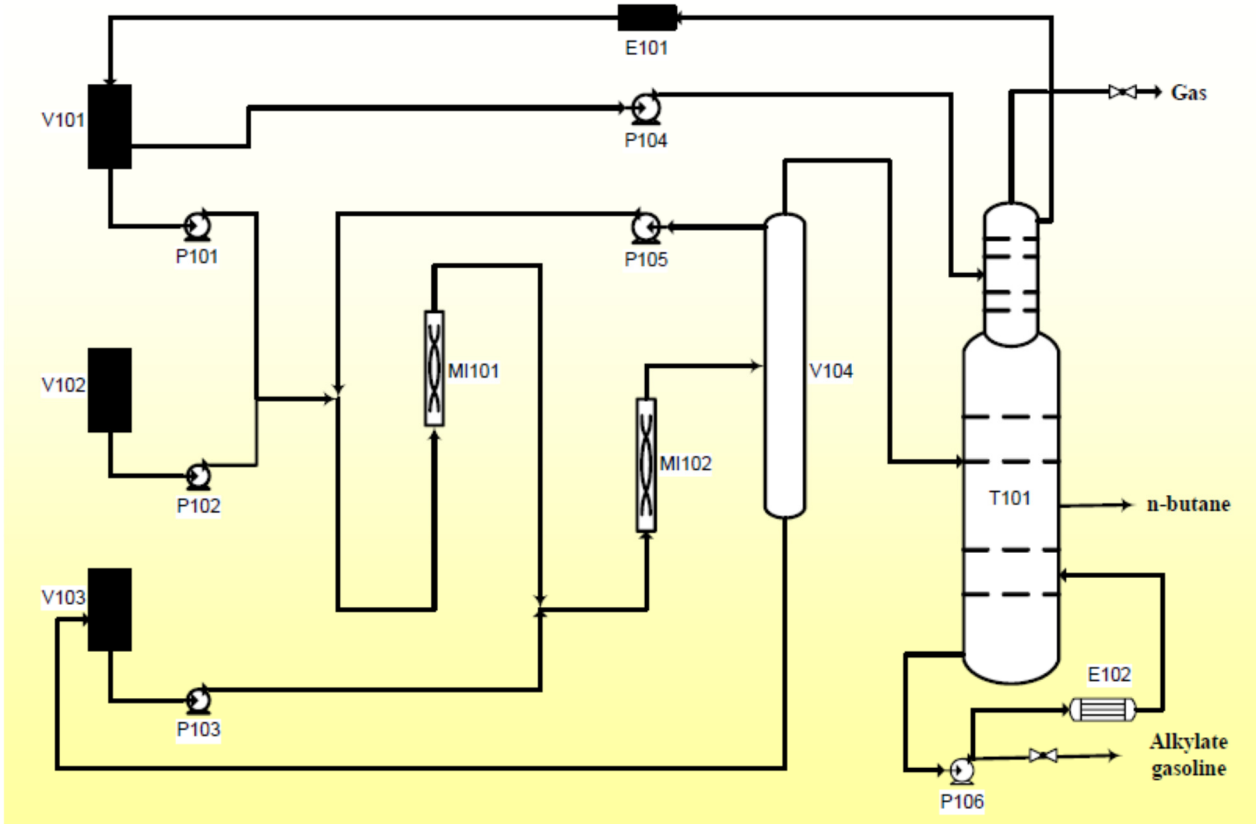 E101
V101
Gas
P104
P101
P105
MI101
V104
V102
MI102
P102
T101
n-butane
V103
E102
P103
Alkylate
gasoline
P106